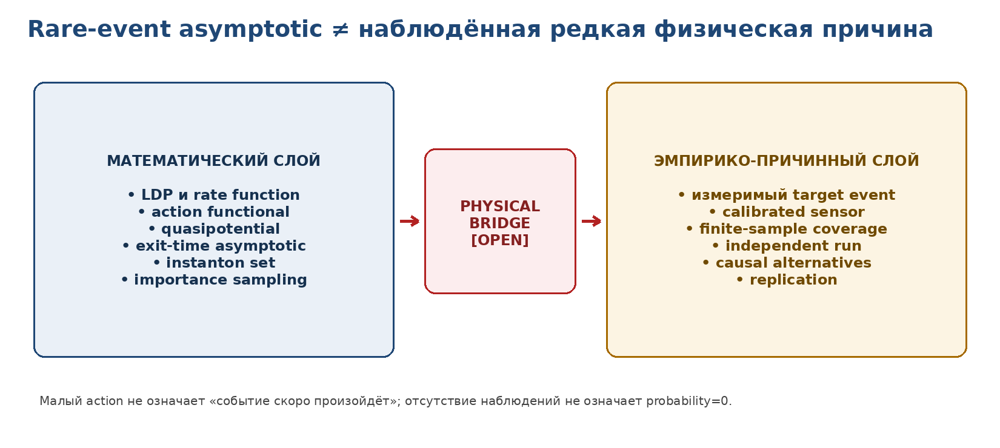 Rare-event asymptotic ≠ наблюдённая редкая физическая причина
МАТЕМАТИЧЕСКИЙ СЛОЙ
• LDP и rate function
• action functional
• quasipotential
• exit-time asymptotic
• instanton set
• importance sampling
PHYSICAL
BRIDGE
[OPEN]
ЭМПИРИКО-ПРИЧИННЫЙ СЛОЙ
• измеримый target event
• calibrated sensor
• finite-sample coverage
• independent run
• causal alternatives
• replication
Малый action не означает «событие скоро произойдёт»; отсутствие наблюдений не означает probability=0.